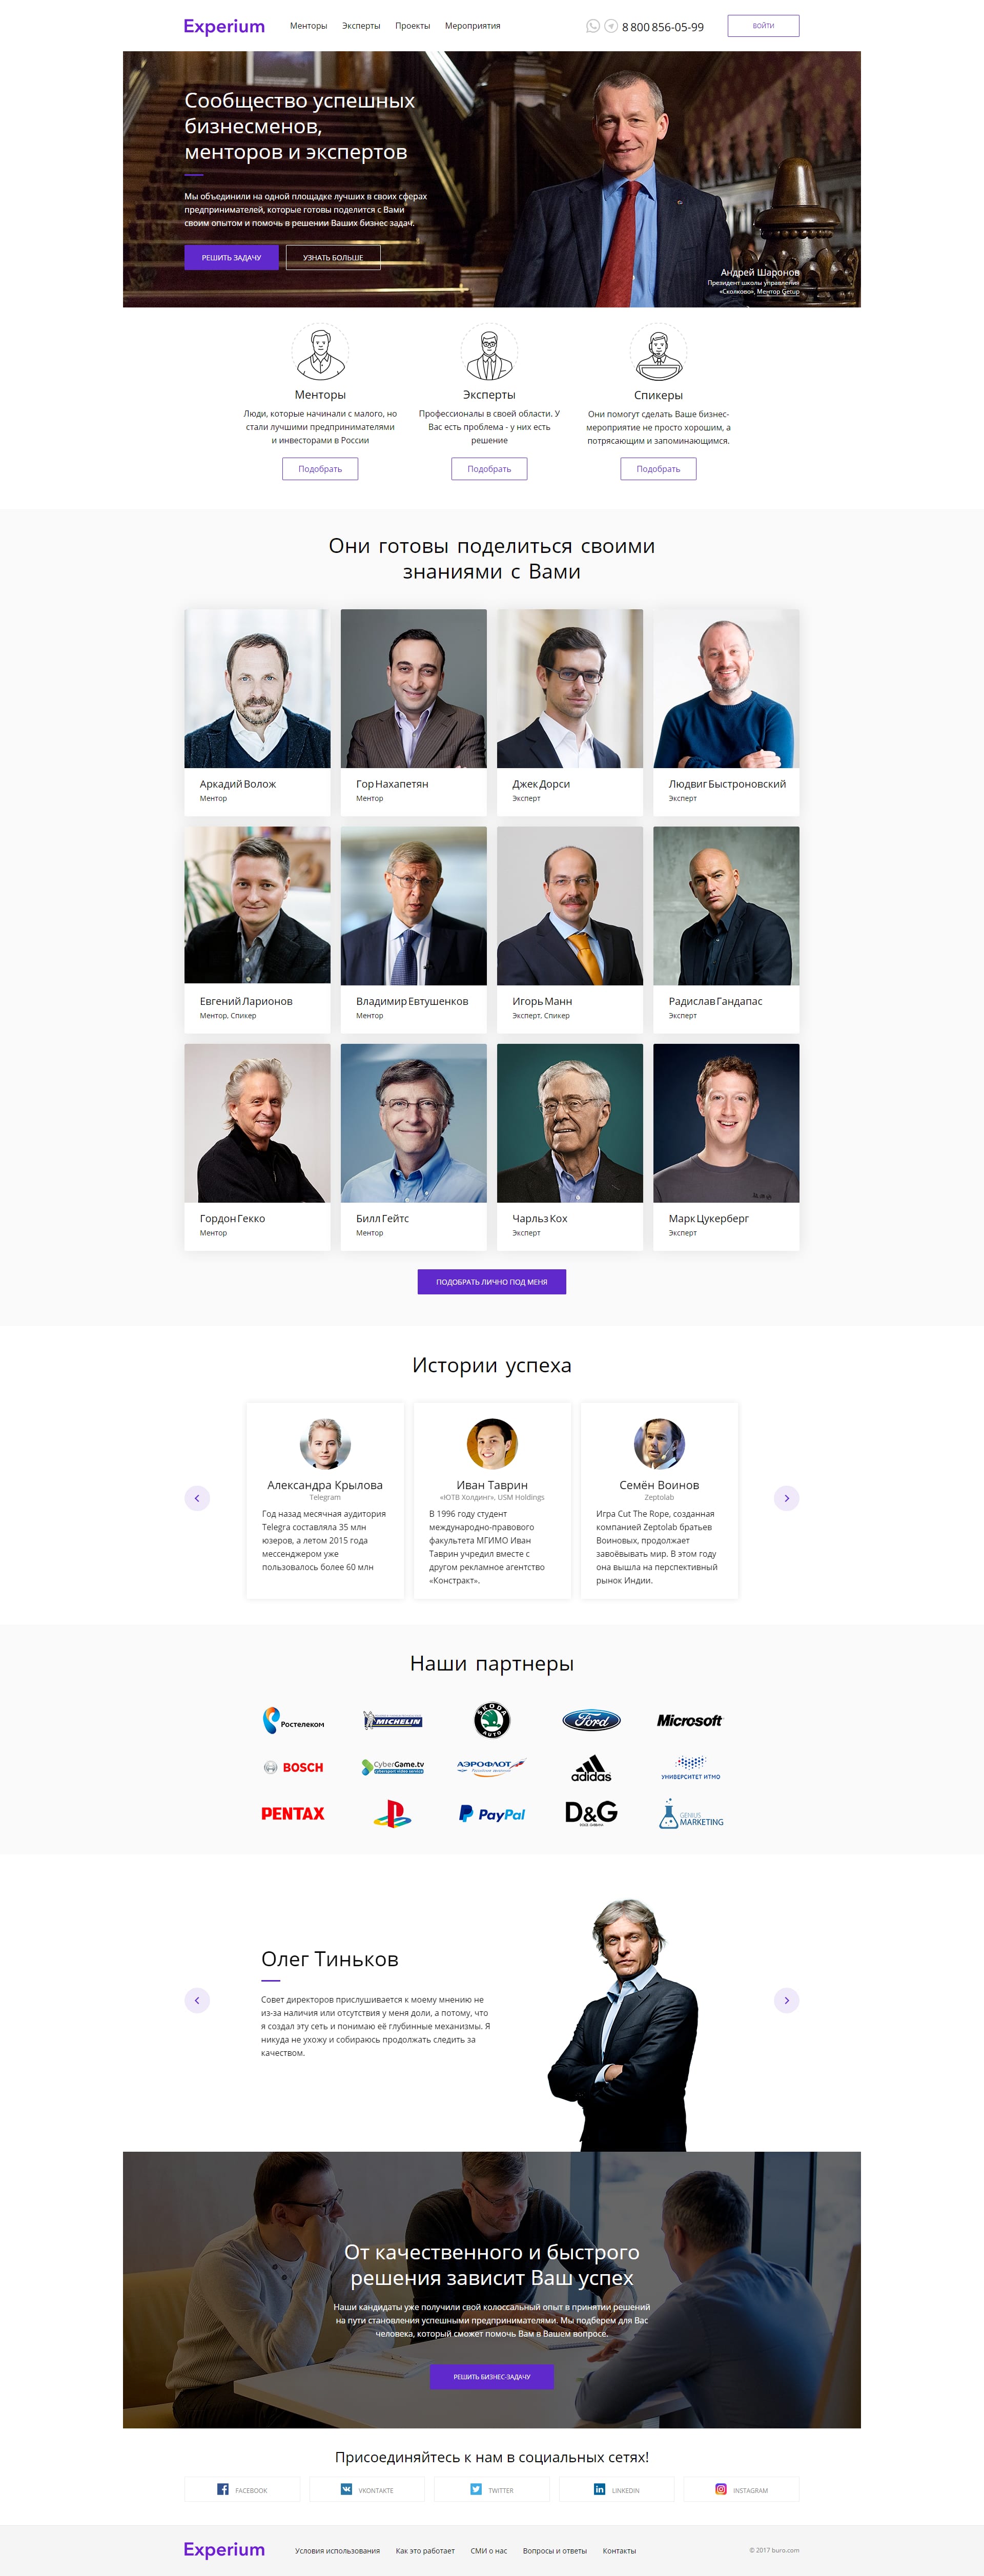 Experium
Менторы
Эксперты
Проекты
Мероприятия
8 800 856-05-99
ВОЙТИ
Сообщество успешных
бизнесменов,
менторов и экспертов
Мы объединили на одной площадке лучших в своих сферах
предпринимателей, которые готовы поделится с Вами
своим опытом и помочь в решении Ваших бизнес задач.
РЕШИТЬ ЗАДАЧУ
УЗНАТЬ БОЛЬШЕ
Андрей Шаронов
Президент школы управления
«Сколково», Ментор Getup
Менторы
Люди, которые начинали с малого, но
стали лучшими предпринимателями
и инвесторами в России
Подобрать
Эксперты
Профессионалы в своей области. У
Вас есть проблема - у них есть
решение
Подобрать
Спикеры
Они помогут сделать Ваше бизнес-
мероприятие не просто хорошим, а
потрясающим и запоминающимся.
Подобрать
Они готовы поделиться своими
знаниями с Вами
Аркадий Волож
Ментор
Гор Нахапетян
Ментор
Джек Дорси
Эксперт
Людвиг Быстроновский
Эксперт
Евгений Ларионов
Ментор, Спикер
Владимир Евтушенков
Ментор
Игорь Манн
Эксперт, Спикер
Радислав Гандапас
Эксперт
Гордон Гекко
Ментор
Билл Гейтс
Ментор
Чарльз Кох
Эксперт
Марк Цукерберг
Эксперт
ПОДОБРАТЬ ЛИЧНО ПОД МЕНЯ
Истории успеха
Александра Крылова
Telegram
Год назад месячная аудитория
Telegra составляла 35 млн
юзеров, а летом 2015 года
мессенджером уже
пользовалось более 60 млн
Иван Таврин
«ЮТВ Холдинг», USM Holdings
В 1996 году студент
международно-правового
факультета МГИМО Иван
Таврин учредил вместе с
другом рекламное агентство
«Констракт».
Семён Воинов
Zeptolab
Игра Cut The Rope, созданная
компанией Zeptolab братьев
Воиновых, продолжает
завоёвывать мир. В этом году
она вышла на перспективный
рынок Индии.
Наши партнеры
Ростелеком
MICHELIN
ŠKODA
AUTO
Ford
Microsoft
BOSCH
CyberGame.tv
cybersport video service
АЭРОФЛОТ
Российские авиалинии
adidas
УНИВЕРСИТЕТ ИТМО
PENTAX
PayPal
D&G
DOLCE & GABBANA
GENIUS
MARKETING
Олег Тиньков
Совет директоров прислушивается к моему мнению не
из-за наличия или отсутствия у меня доли, а потому, что
я создал эту сеть и понимаю её глубинные механизмы. Я
никуда не ухожу и собираюсь продолжать следить за
качеством.
От качественного и быстрого
решения зависит Ваш успех
Наши кандидаты уже получили свой колоссальный опыт в принятии решений
на пути становления успешными предпринимателями. Мы подберем для Вас
человека, который сможет помочь Вам в Вашем вопросе.
РЕШИТЬ БИЗНЕС-ЗАДАЧУ
Присоединяйтесь к нам в социальных сетях!
FACEBOOK
VKONTAKTE
TWITTER
LINKEDIN
INSTAGRAM
Experium
Условия использования
Как это работает
СМИ о нас
Вопросы и ответы
Контакты
© 2017 buro.com